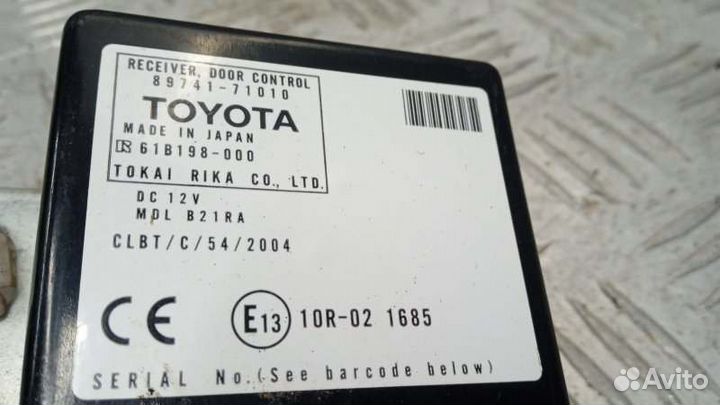 RECEIVER, DOOR CONTROL
89741-71010
TOYOTA
MADE IN JAPAN
R 61B198-000
TOKAI RIKA CO., LTD.
DC 12V
MDL B21RA
CLBT/C/54/2004
CE E13 10R-02 1685
SERIAL No.(See barcode below)
Avito